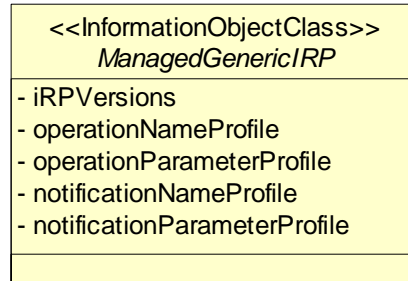 <<InformationObjectClass>>
ManagedGenericIRP
- iRPVersions
- operationNameProfile
- operationParameterProfile
- notificationNameProfile
- notificationParameterProfile